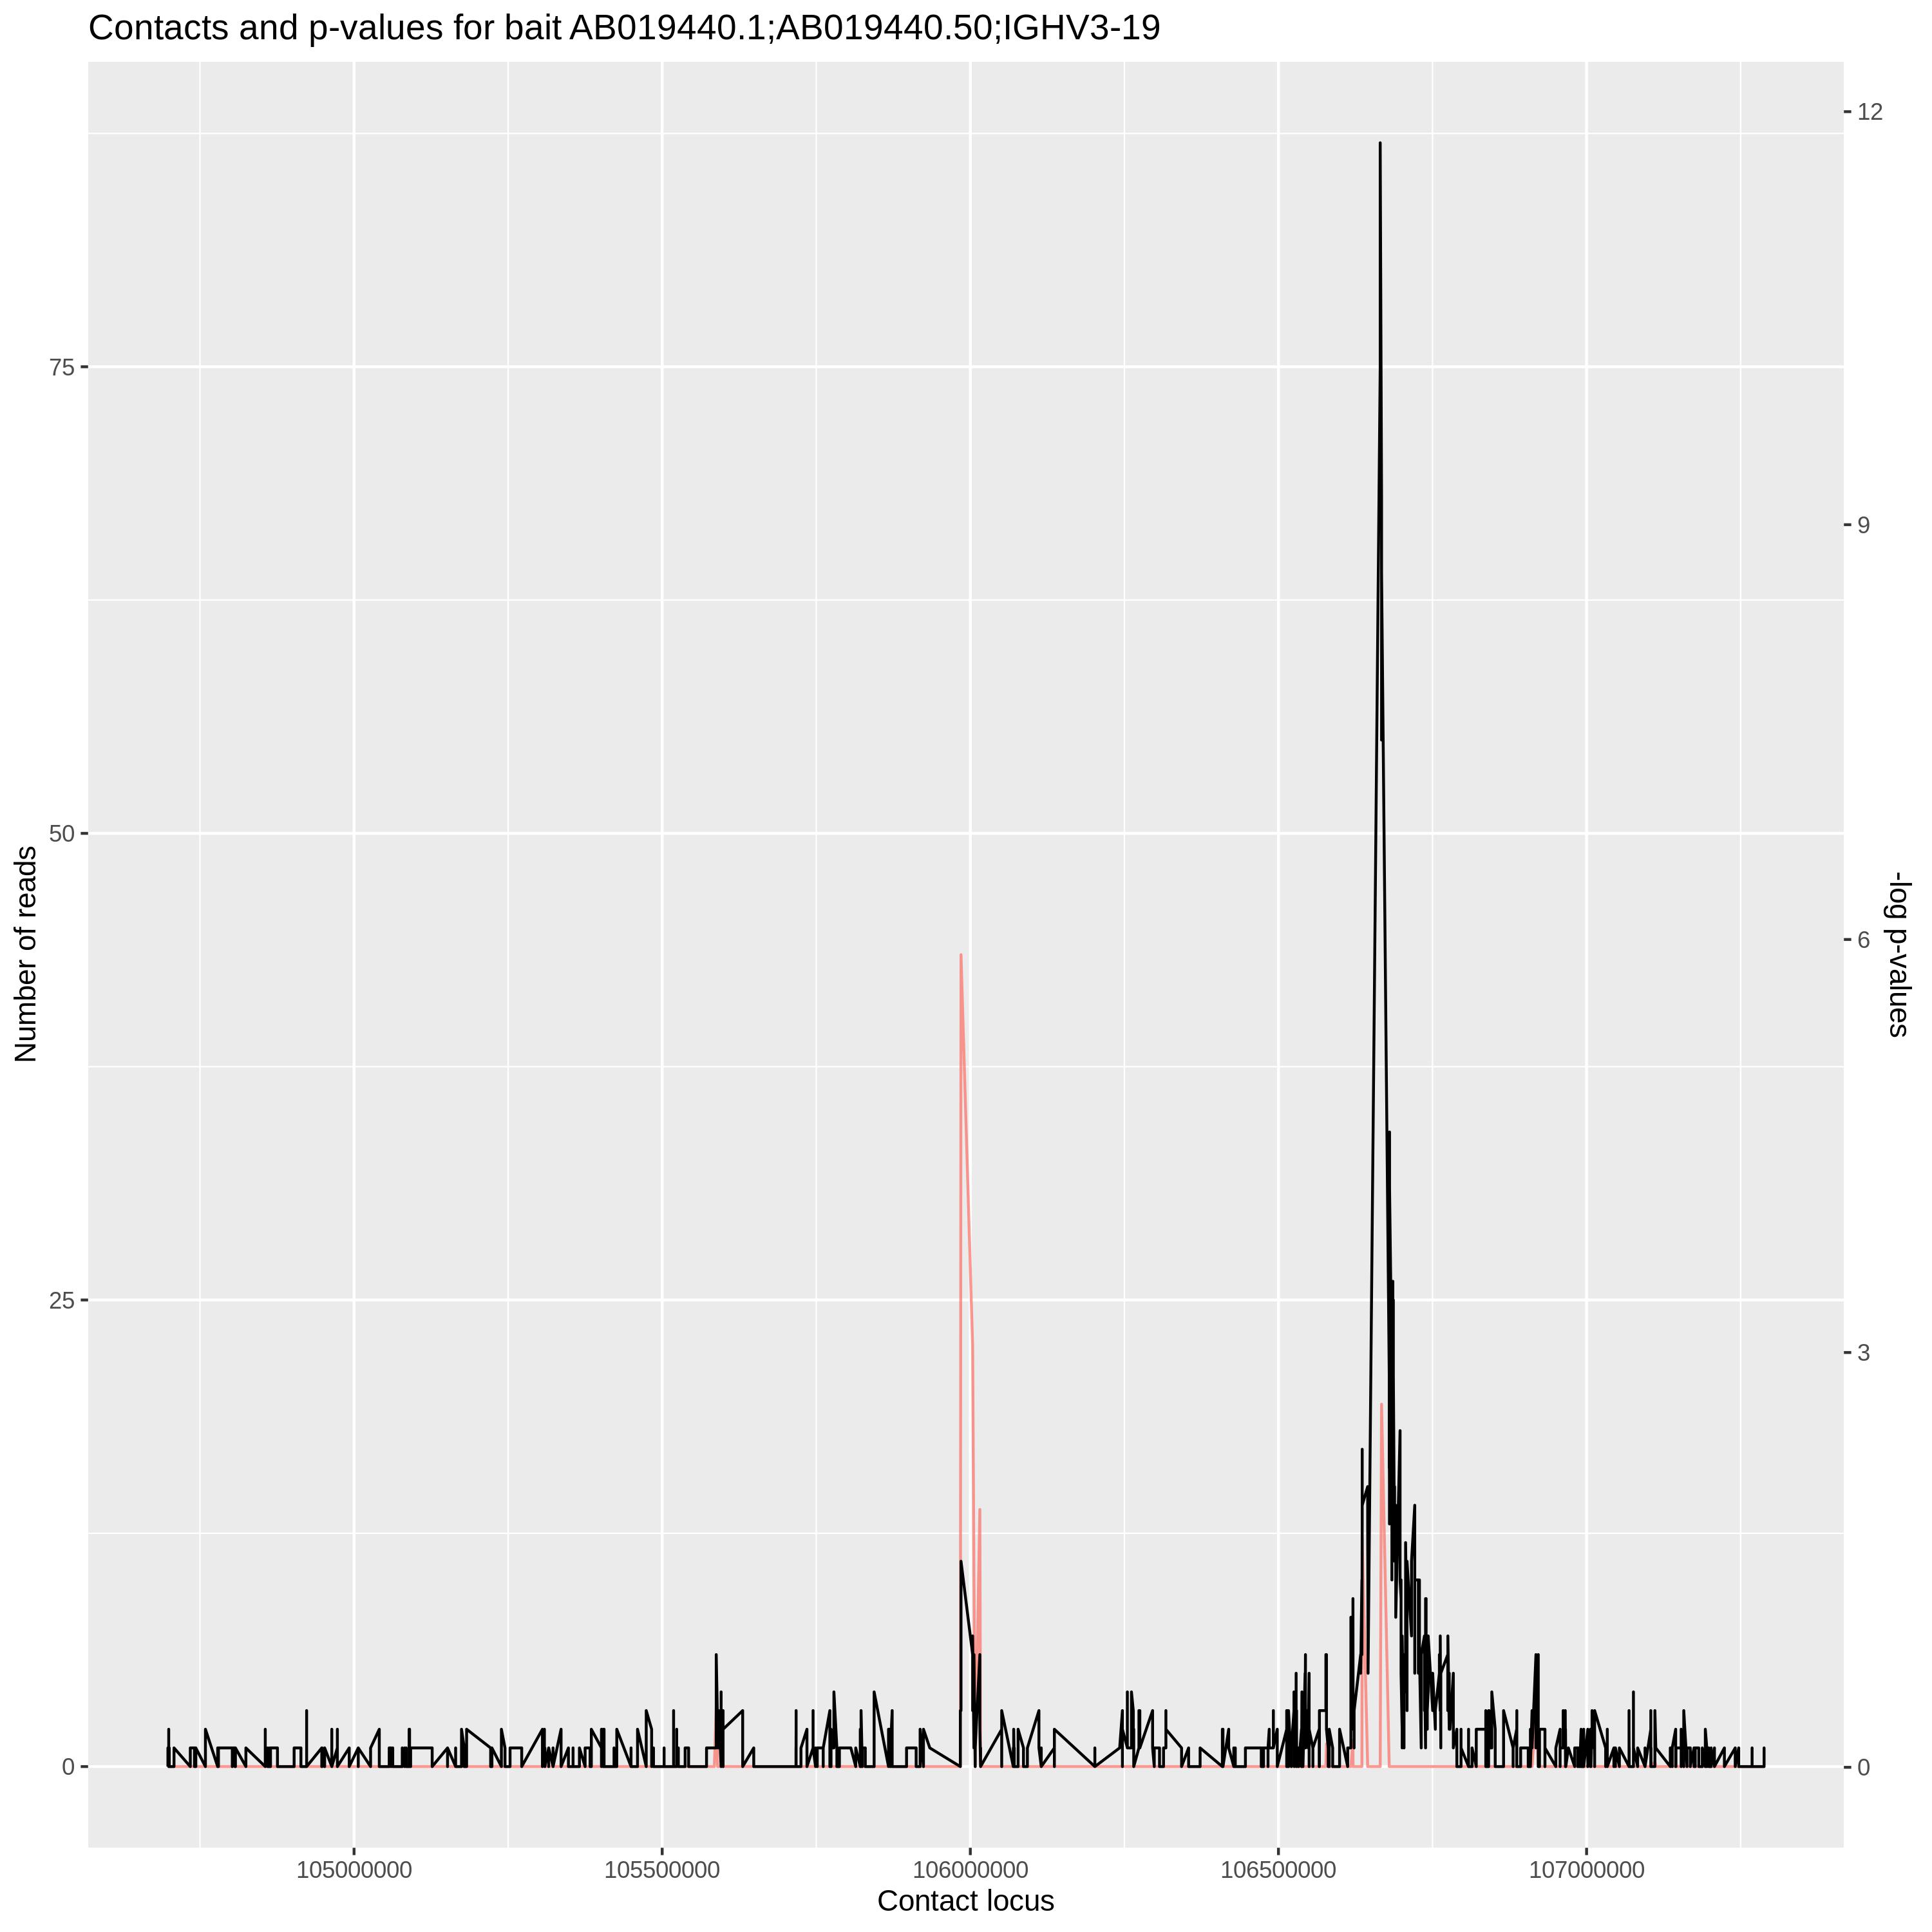 Contacts and p-values for bait AB019440.1;AB019440.50;IGHV3-19
Number of reads
75
50
25
0
12
9
6
3
0
-log p-values
105000000 105500000 106000000 106500000 107000000
Contact locus